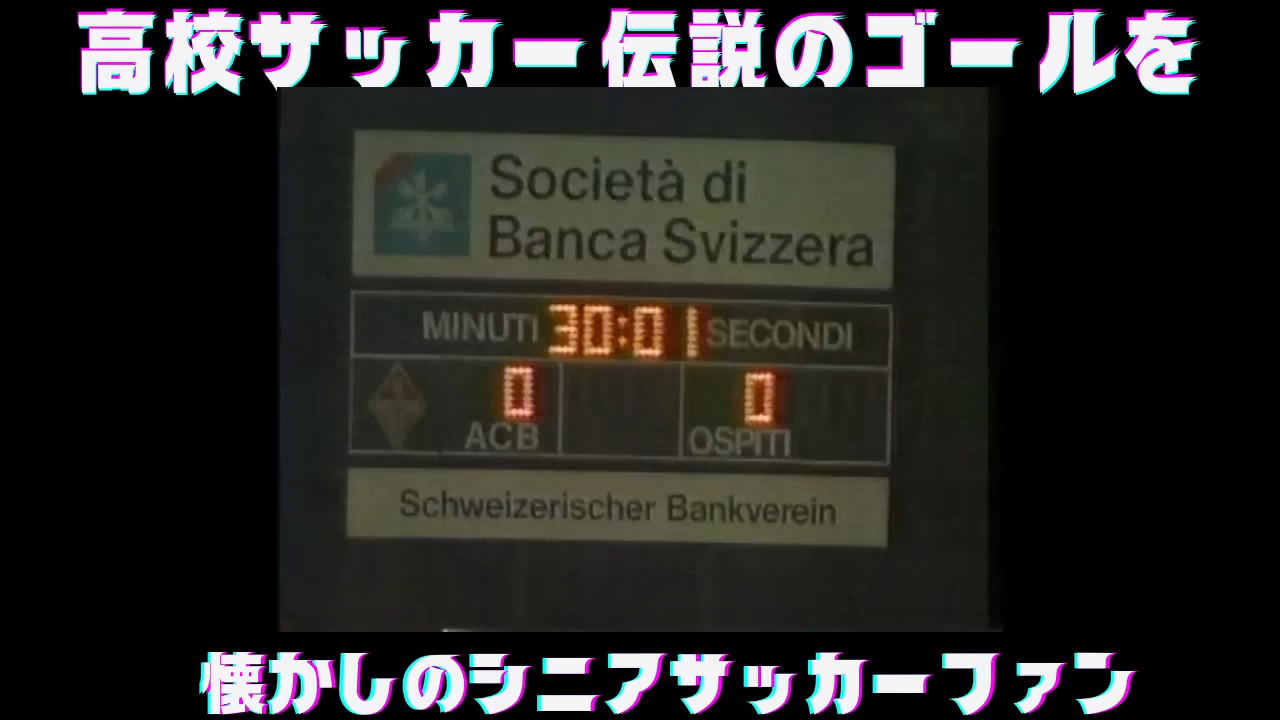 高校サッカー伝説のゴールを
Società di
Banca Svizzera
MINUTI 30:01 SECONDI
0 0
ACB OSPITI
Schweizerischer Bankverein
懐かしのシニアサッカーファン